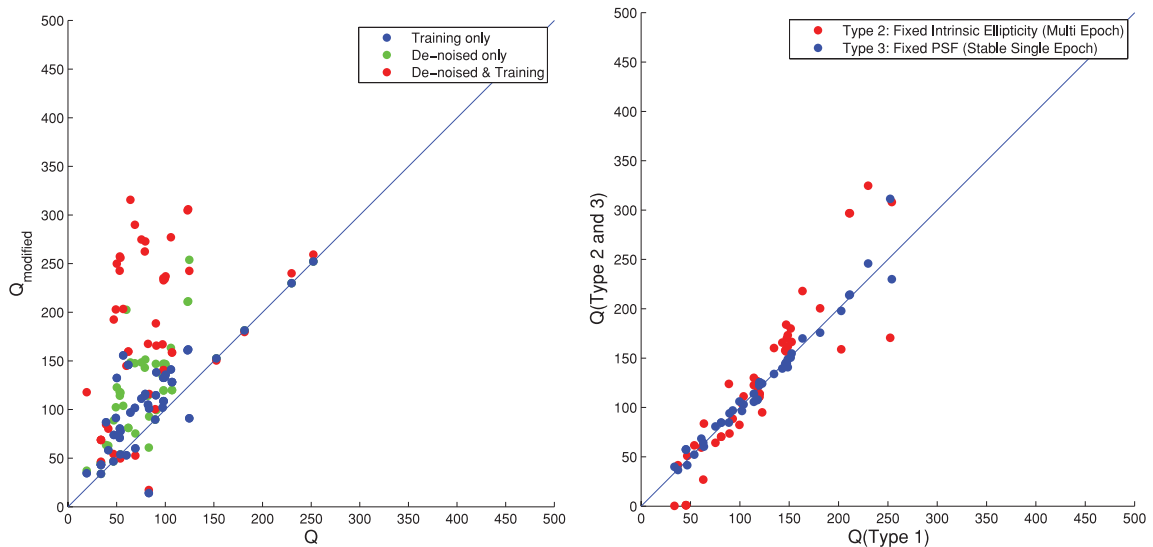 500
450
400
350
300
250
200
150
100
50
0
Q_modified
Training only
De-noised only
De-noised & Training
0 50 100 150 200 250 300 350 400 450 500
Q
500
450
400
350
300
250
200
150
100
50
0
Q(Type 2 and 3)
Type 2: Fixed Intrinsic Ellipticity (Multi Epoch)
Type 3: Fixed PSF (Stable Single Epoch)
0 50 100 150 200 250 300 350 400 450 500
Q(Type 1)